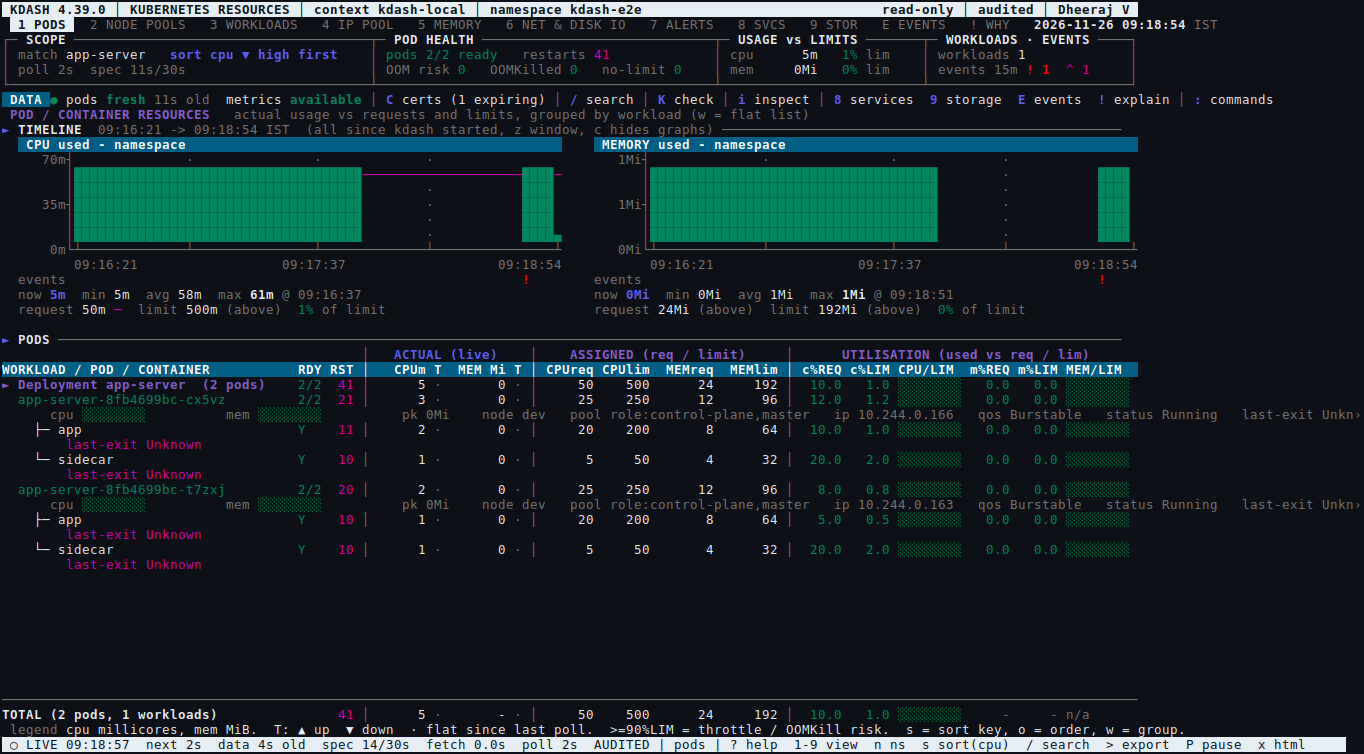 KDASH 4.39.0 │ KUBERNETES RESOURCES │ context kdash-local │ namespace kdash-e2e read-only │ audited │ Dheeraj V
1 PODS 2 NODE POOLS 3 WORKLOADS 4 IP POOL 5 MEMORY 6 NET & DISK IO 7 ALERTS 8 SVCS 9 STOR E EVENTS ! WHY 2026-11-26 09:18:54 IST
SCOPE POD HEALTH USAGE vs LIMITS WORKLOADS · EVENTS
match app-server sort cpu ▼ high first pods 2/2 ready restarts 41 cpu 5m 1% lim workloads 1
poll 2s spec 11s/30s OOM risk 0 OOMKilled 0 no-limit 0 mem 0Mi 0% lim events 15m ! 1 ^ 1
DATA ● pods fresh 11s old metrics available │ C certs (1 expiring) │ / search │ K check │ i inspect │ 8 services 9 storage E events ! explain │ : commands
POD / CONTAINER RESOURCES actual usage vs requests and limits, grouped by workload (w = flat list)
► TIMELINE 09:16:21 -> 09:18:54 IST (all since kdash started, z window, c hides graphs)
CPU used - namespace MEMORY used - namespace
70m 1Mi
35m 1Mi
0m 0Mi
09:16:21 09:17:37 09:18:54 09:16:21 09:17:37 09:18:54
events ! events !
now 5m min 5m avg 58m max 61m @ 09:16:37 now 0Mi min 0Mi avg 1Mi max 1Mi @ 09:18:51
request 50m — limit 500m (above) 1% of limit request 24Mi (above) limit 192Mi (above) 0% of limit
► PODS
│ ACTUAL (live) │ ASSIGNED (req / limit) │ UTILISATION (used vs req / lim)
WORKLOAD / POD / CONTAINER RDY RST │ CPUm T MEM Mi T │ CPUreq CPUlim MEMreq MEMlim │ c%REQ c%LIM CPU/LIM m%REQ m%LIM MEM/LIM
► Deployment app-server (2 pods) 2/2 41 │ 5 · 0 · │ 50 500 24 192 │ 10.0 1.0 0.0 0.0
app-server-8fb4699bc-cx5vz 2/2 21 │ 3 · 0 · │ 25 250 12 96 │ 12.0 1.2 0.0 0.0
cpu mem pk 0Mi node dev pool role:control-plane,master ip 10.244.0.166 qos Burstable status Running last-exit Unkn›
├─ app Y 11 │ 2 · 0 · │ 20 200 8 64 │ 10.0 1.0 0.0 0.0
last-exit Unknown
└─ sidecar Y 10 │ 1 · 0 · │ 5 50 4 32 │ 20.0 2.0 0.0 0.0
last-exit Unknown
app-server-8fb4699bc-t7zxj 2/2 20 │ 2 · 0 · │ 25 250 12 96 │ 8.0 0.8 0.0 0.0
cpu mem pk 0Mi node dev pool role:control-plane,master ip 10.244.0.163 qos Burstable status Running last-exit Unkn›
├─ app Y 10 │ 1 · 0 · │ 20 200 8 64 │ 5.0 0.5 0.0 0.0
last-exit Unknown
└─ sidecar Y 10 │ 1 · 0 · │ 5 50 4 32 │ 20.0 2.0 0.0 0.0
last-exit Unknown
TOTAL (2 pods, 1 workloads) 41 │ 5 · - · │ 50 500 24 192 │ 10.0 1.0 - - n/a
legend cpu millicores, mem MiB. T: ▲ up ▼ down · flat since last poll. >=90%LIM = throttle / OOMKill risk. s = sort key, o = order, w = group.
○ LIVE 09:18:57 next 2s data 4s old spec 14/30s fetch 0.0s poll 2s AUDITED | pods | ? help 1-9 view n ns s sort(cpu) / search > export P pause x html